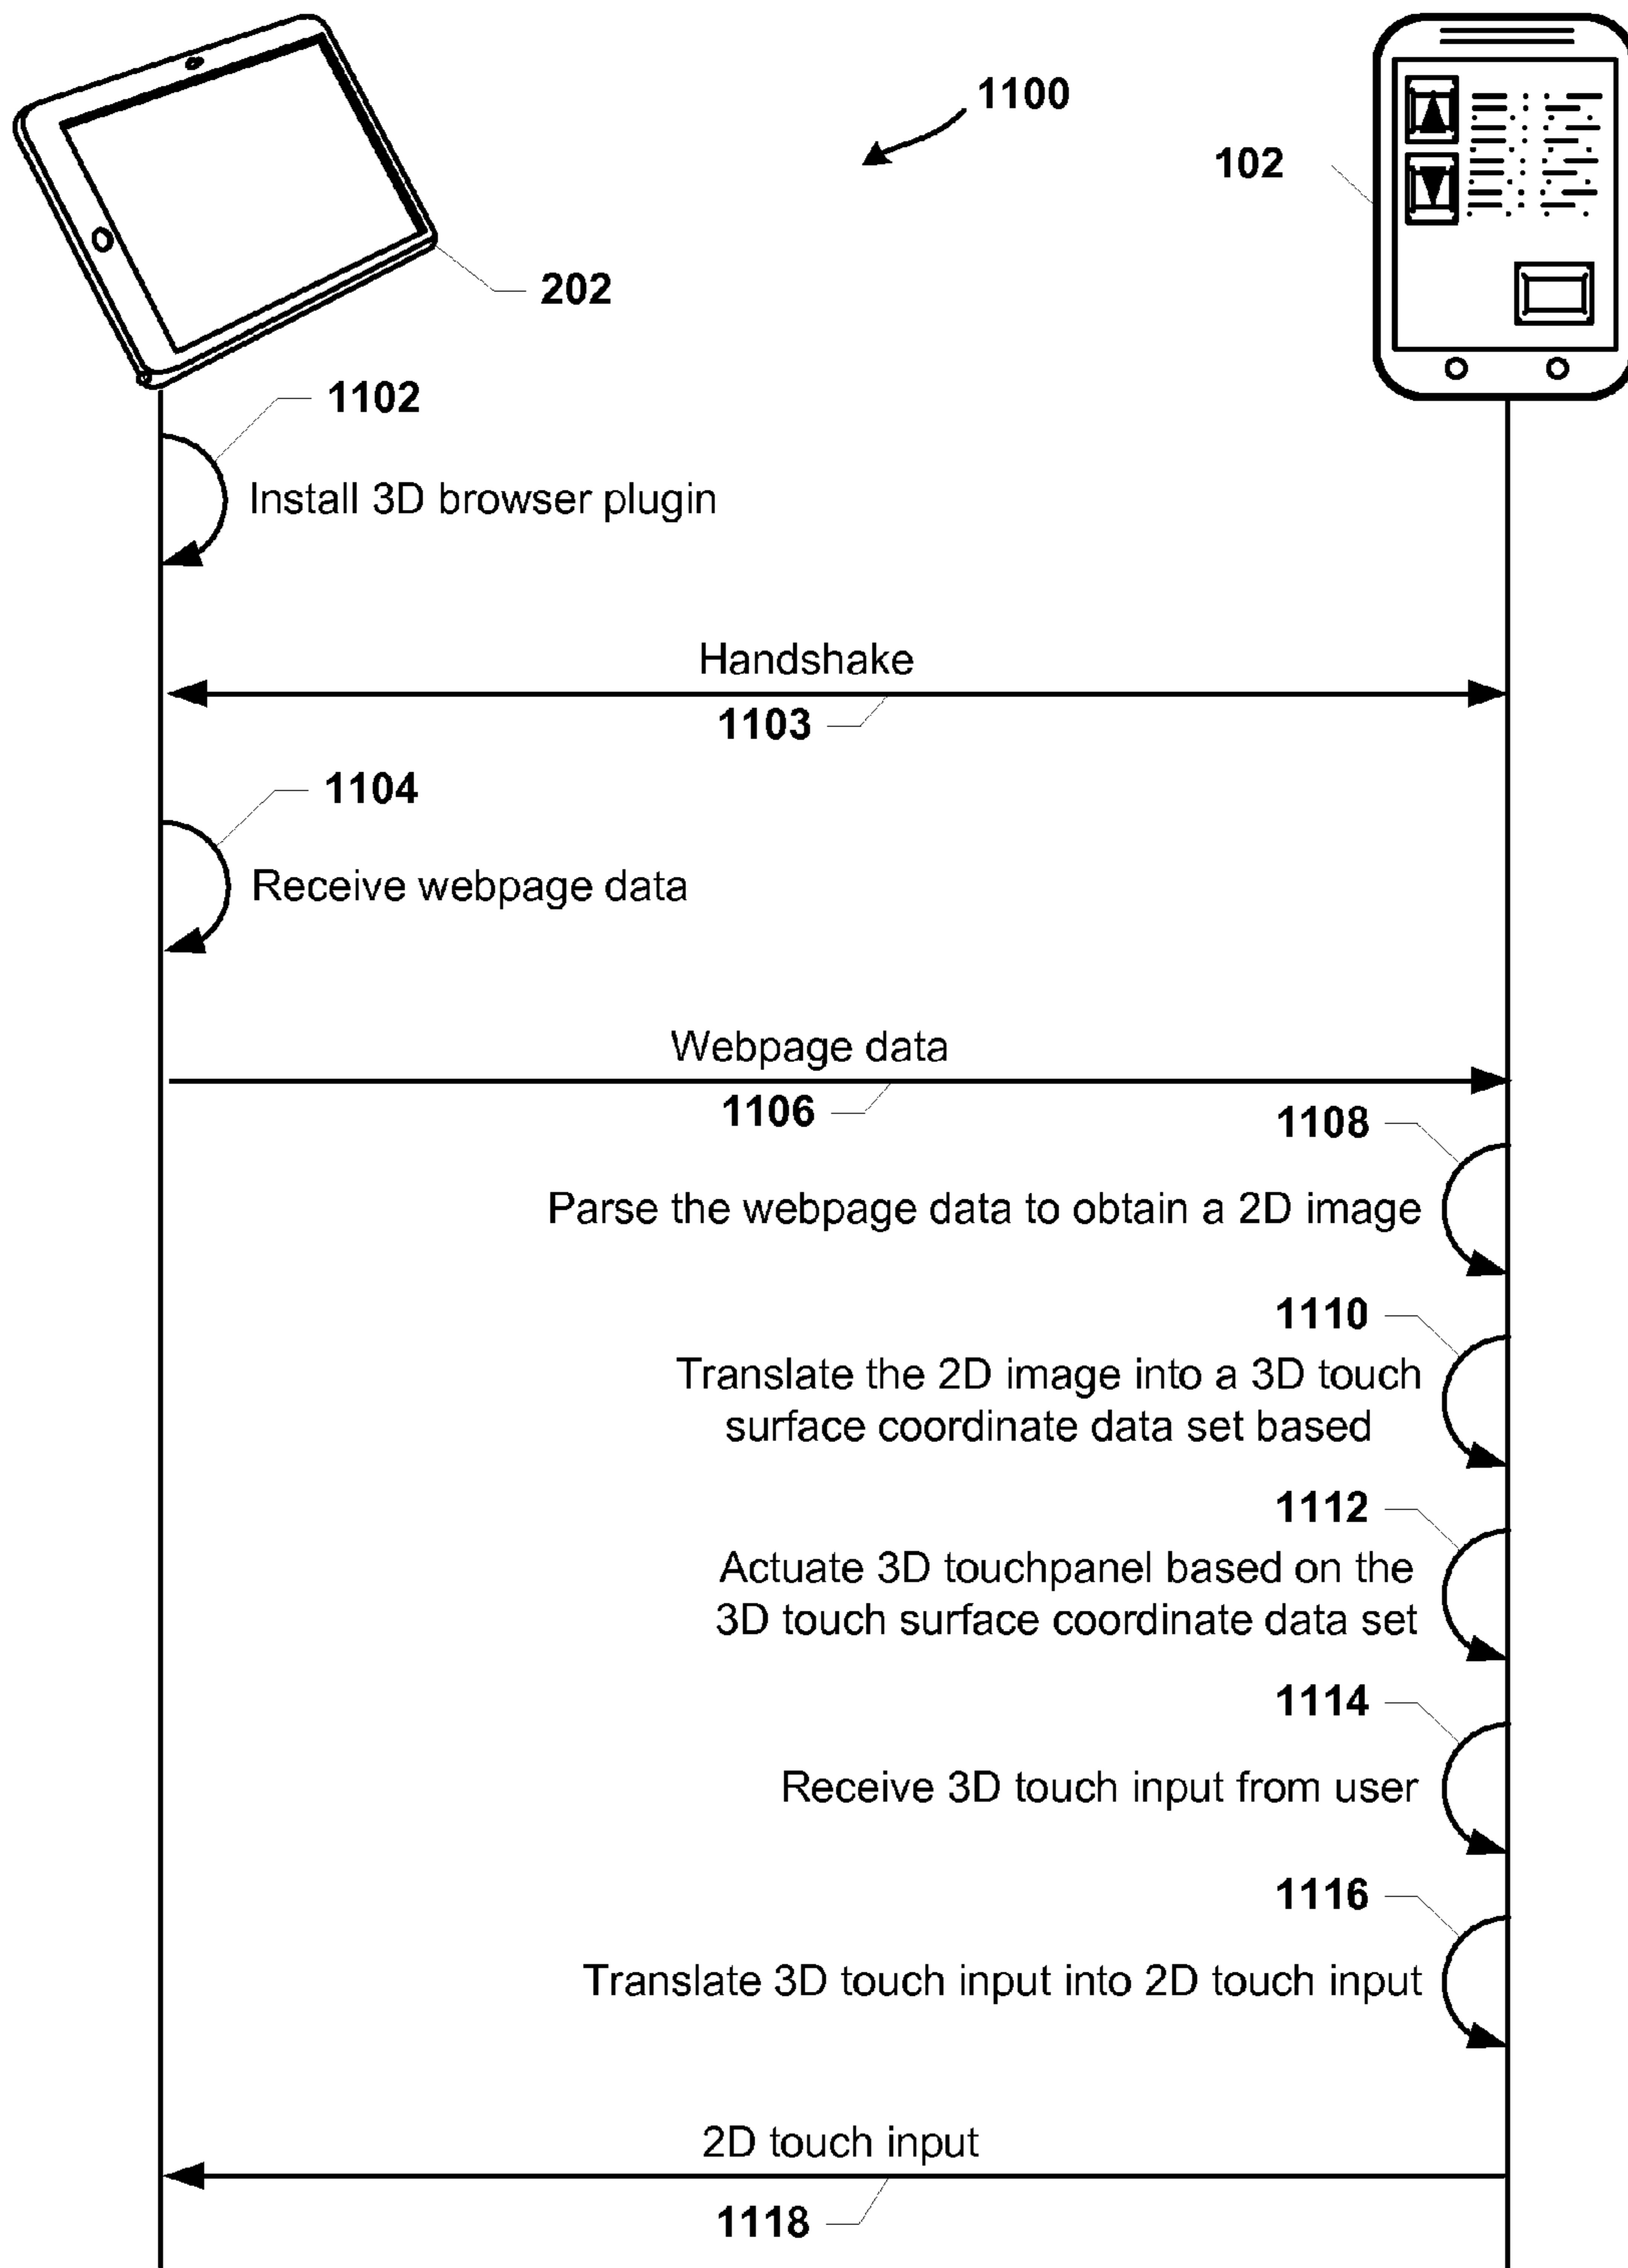 1100
102
202
1102
Install 3D browser plugin
Handshake
1103
1104
Receive webpage data
Webpage data
1106
1108
Parse the webpage data to obtain a 2D image
1110
Translate the 2D image into a 3D touch
surface coordinate data set based
1112
Actuate 3D touchpanel based on the
3D touch surface coordinate data set
1114
Receive 3D touch input from user
1116
Translate 3D touch input into 2D touch input
2D touch input
1118